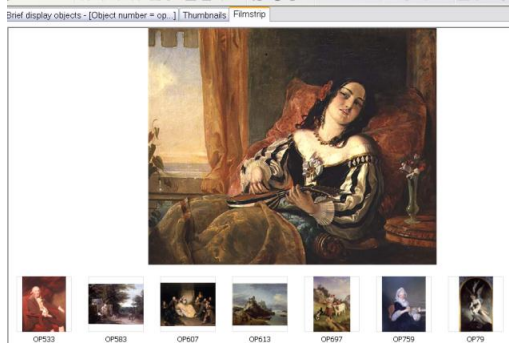 Brief display objects - [Object number = op...] Thumbnails Filmstrip
OP533 OP583 OP607 OP613 OP697 OP759 OP79